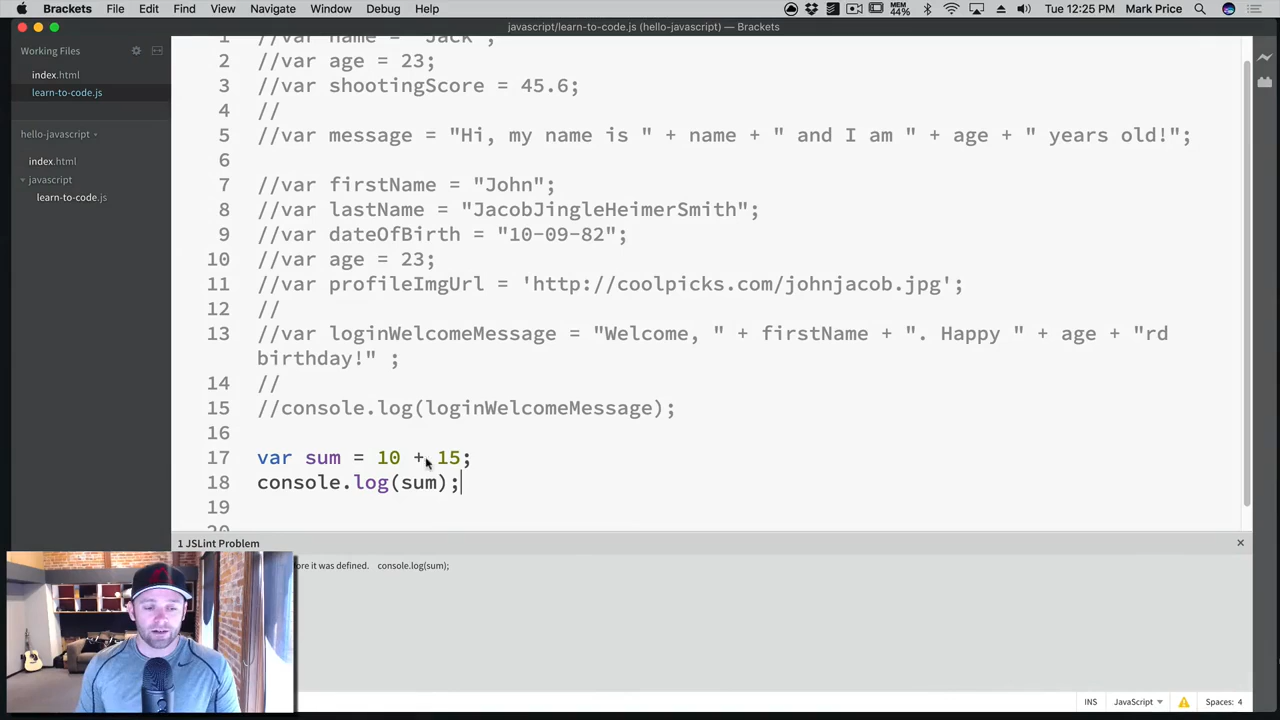 Brackets File Edit Find View Navigate Window Debug Help MEM 44% Tue 12:25 PM Mark Price
javascript/learn-to-code.js (hello-javascript) — Brackets
Working Files
index.html
learn-to-code.js
hello-javascript
index.html
javascript
learn-to-code.js
1 //var name = "Jack";
2 //var age = 23;
3 //var shootingScore = 45.6;
4 //
5 //var message = "Hi, my name is " + name + " and I am " + age + " years old!";
6
7 //var firstName = "John";
8 //var lastName = "JacobJingleHeimerSmith";
9 //var dateOfBirth = "10-09-82";
10 //var age = 23;
11 //var profileImgUrl = 'http://coolpicks.com/johnjacob.jpg';
12 //
13 //var loginWelcomeMessage = "Welcome, " + firstName + ". Happy " + age + "rd
birthday!" ;
14 //
15 //console.log(loginWelcomeMessage);
16
17 var sum = 10 + 15;
18 console.log(sum);
19
20
1 JSLint Problem
it was defined. console.log(sum);
INS JavaScript Spaces: 4